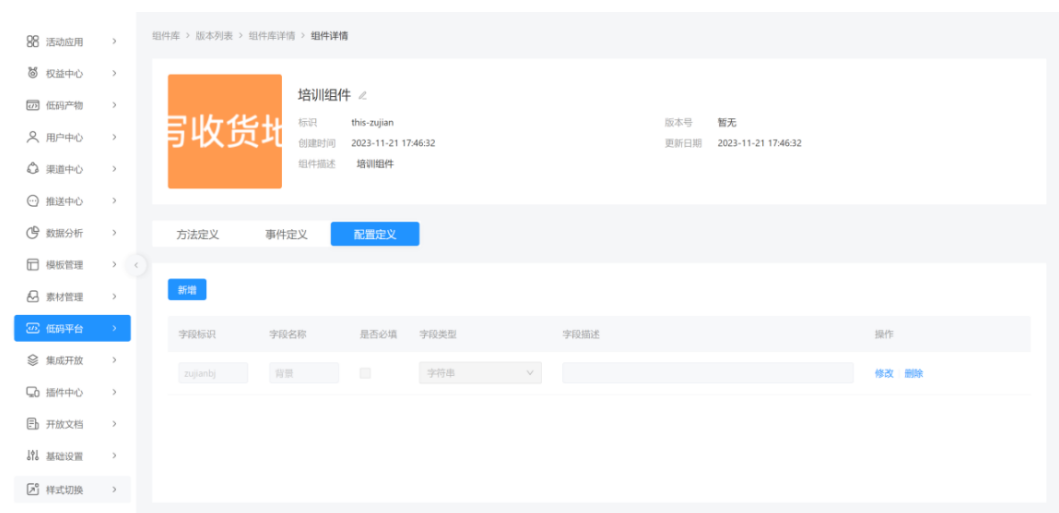 组件库 > 版本列表 > 组件库详情 > 组件详情
活动应用
权益中心
低码产物
用户中心
渠道中心
推送中心
数据分析
模板管理
素材管理
低码平台
集成开放
插件中心
开放文档
基础设置
样式切换
写收货地
培训组件
标识 this-zujian
版本号 暂无
创建时间 2023-11-21 17:46:32
更新日期 2023-11-21 17:46:32
组件描述 培训组件
方法定义 事件定义 配置定义
新增
字段标识 字段名称 是否必填 字段类型 字段描述 操作
zujianbj 背景 字符串 修改 删除